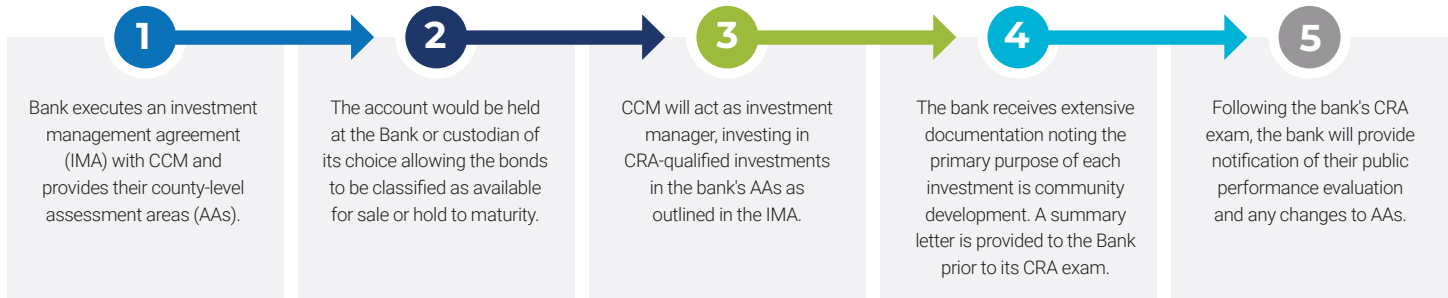 1
Bank executes an investment
management agreement
(IMA) with CCM and
provides their county-level
assessment areas (AAs).
2
The account would be held
at the Bank or custodian of
its choice allowing the bonds
to be classified as available
for sale or hold to maturity.
3
CCM will act as investment
manager, investing in
CRA-qualified investments
in the bank's AAs as
outlined in the IMA.
4
The bank receives extensive
documentation noting the
primary purpose of each
investment is community
development. A summary
letter is provided to the Bank
prior to its CRA exam.
5
Following the bank's CRA
exam, the bank will provide
notification of their public
performance evaluation
and any changes to AAs.